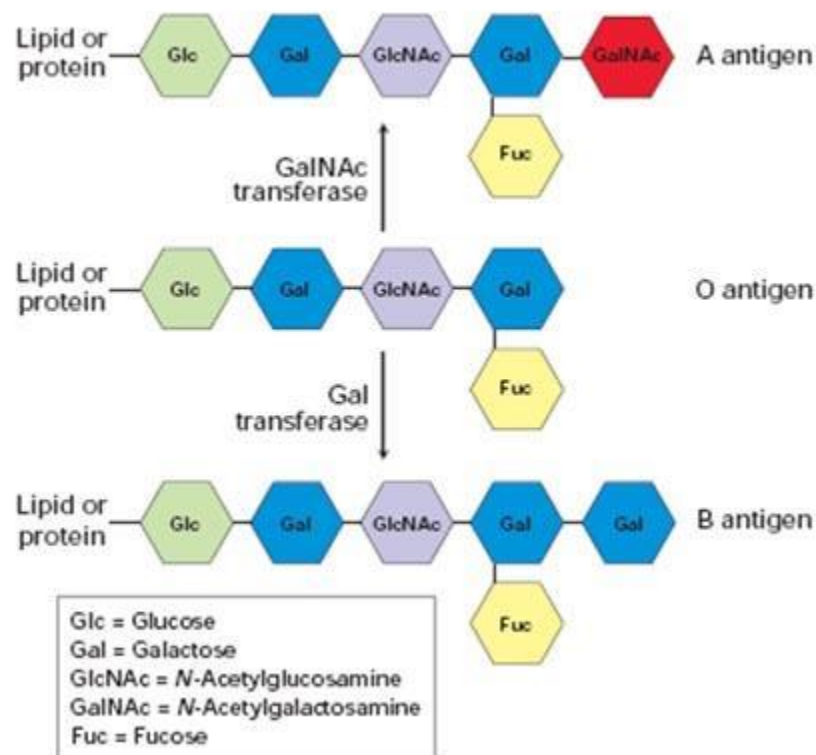 Lipid or
protein
Glc
Gal
GlcNAc
Gal
GalNAc
A antigen
Fuc
GalNAc
transferase
Lipid or
protein
Glc
Gal
GlcNAc
Gal
O antigen
Fuc
Gal
transferase
Lipid or
protein
Glc
Gal
GlcNAc
Gal
Gal
B antigen
Fuc
Glc = Glucose
Gal = Galactose
GlcNAc = N-Acetylglucosamine
GalNAC = N-Acetylgalactosamine
Fuc = Fucose